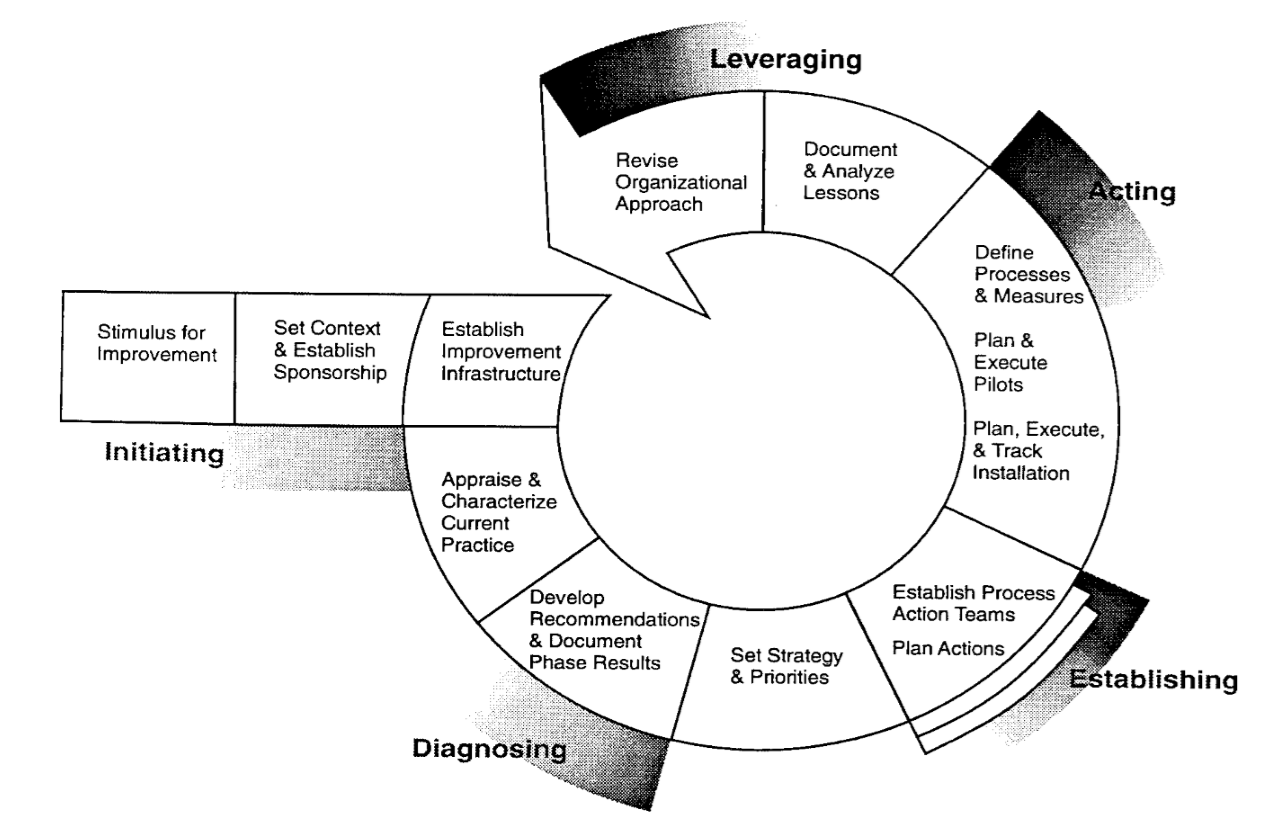 Leveraging
Revise
Organizational
Approach
Document
& Analyze
Lessons
Acting
Define
Processes
& Measures
Plan &
Execute
Pilots
Plan, Execute,
& Track
Installation
Stimulus for
Improvement
Set Context
& Establish
Sponsorship
Establish
Improvement
Infrastructure
Initiating
Appraise &
Characterize
Current
Practice
Develop
Recommendations
& Document
Phase Results
Diagnosing
Set Strategy
& Priorities
Establish Process
Action Teams
Plan Actions
Establishing